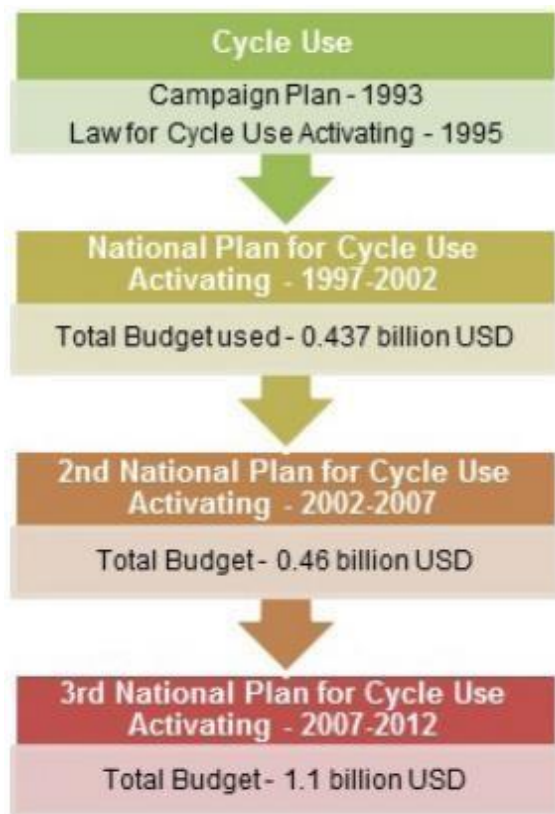 Cycle Use
Campaign Plan - 1993
Law for Cycle Use Activating - 1995
National Plan for Cycle Use
Activating - 1997-2002
Total Budget used - 0.437 billion USD
2nd National Plan for Cycle Use
Activating - 2002-2007
Total Budget - 0.46 billion USD
3rd National Plan for Cycle Use
Activating - 2007-2012
Total Budget - 1.1 billion USD